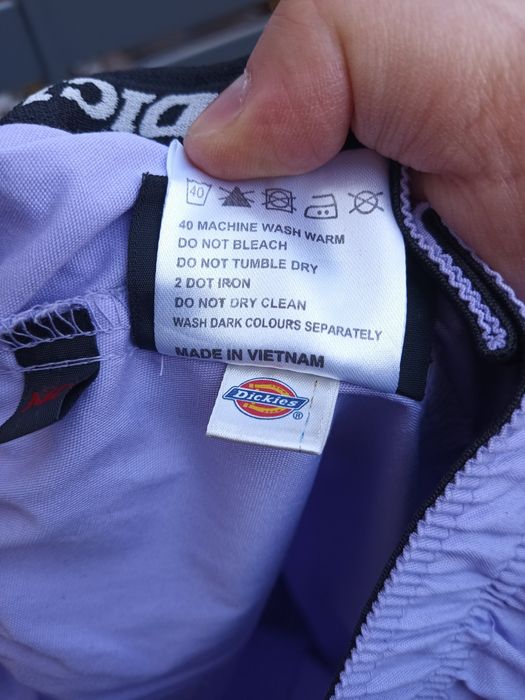 DIC
40
40 MACHINE WASH WARM
DO NOT BLEACH
DO NOT TUMBLE DRY
2 DOT IRON
DO NOT DRY CLEAN
WASH DARK COLOURS SEPARATELY
MADE IN VIETNAM
Dickies
®